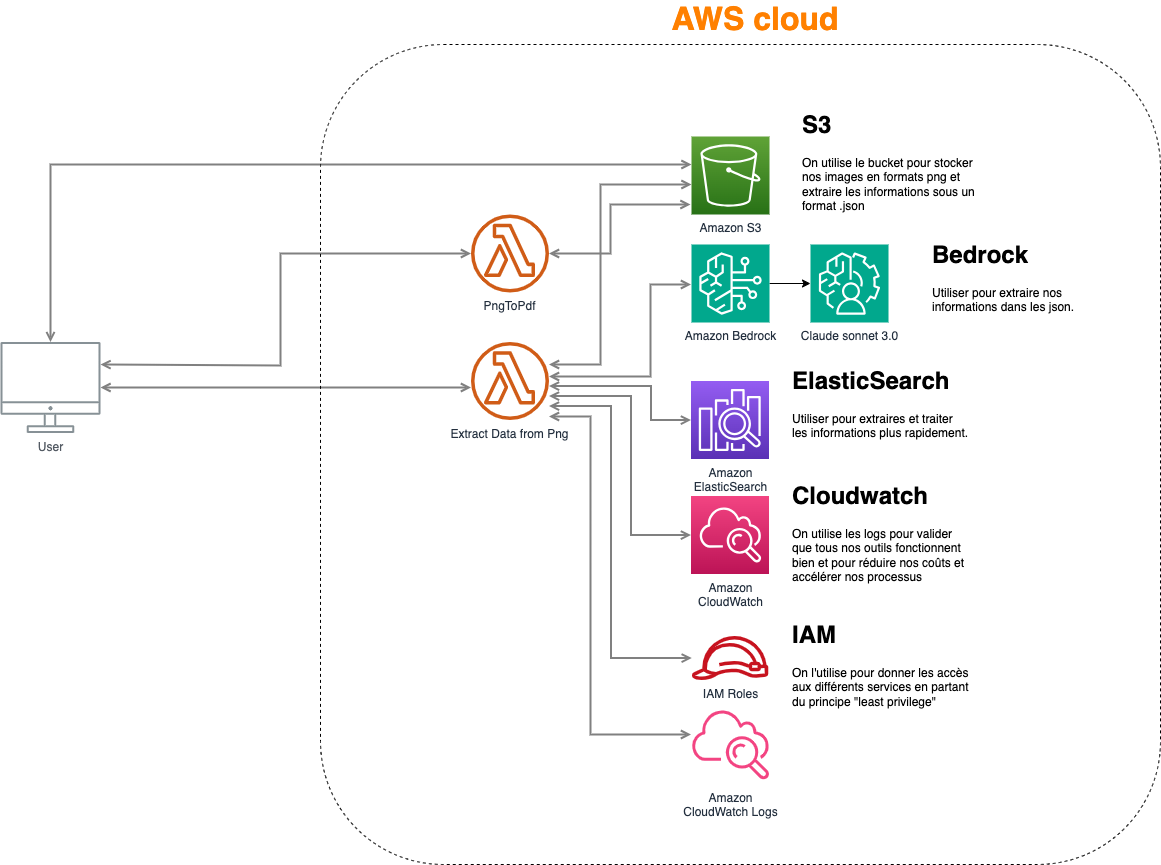 AWS cloud
S3
On utilise le bucket pour stocker
nos images en formats png et
extraire les informations sous un
format .json
Amazon S3
PngToPdf
Bedrock
Utiliser pour extraire nos
informations dans les json.
Amazon Bedrock
Claude sonnet 3.0
User
Extract Data from Png
ElasticSearch
Utiliser pour extraires et traiter
les informations plus rapidement.
Amazon
ElasticSearch
Cloudwatch
On utilise les logs pour valider
que tous nos outils fonctionnent
bien et pour réduire nos coûts et
accélérer nos processus
Amazon
CloudWatch
IAM
On l'utilise pour donner les accès
aux différents services en partant
du principe "least privilege"
IAM Roles
Amazon
CloudWatch Logs